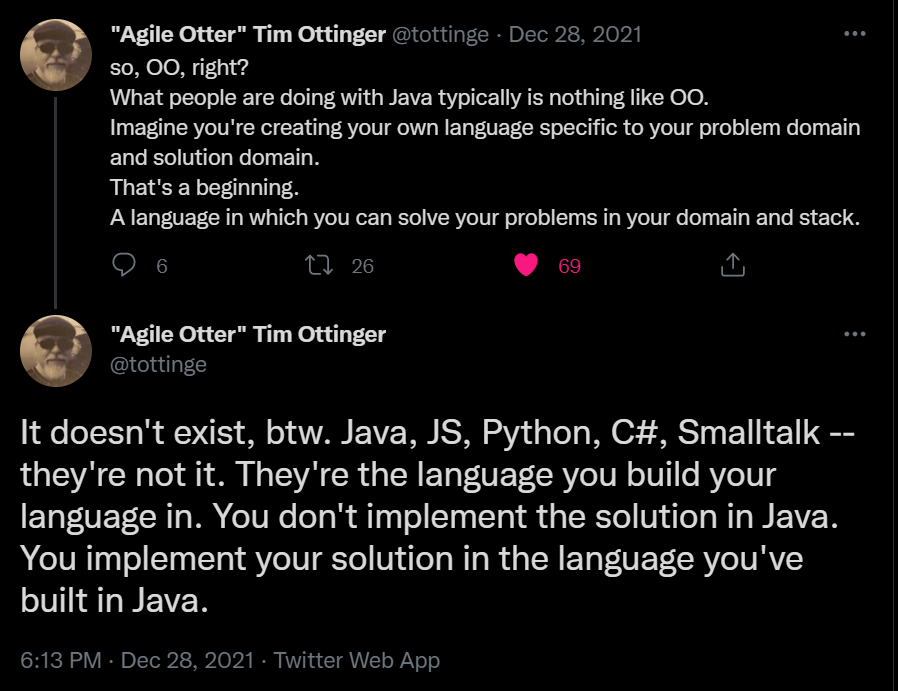 "Agile Otter" Tim Ottinger @tottinge · Dec 28, 2021
so, OO, right?
What people are doing with Java typically is nothing like OO.
Imagine you're creating your own language specific to your problem domain
and solution domain.
That's a beginning.
A language in which you can solve your problems in your domain and stack.
6 26 69
"Agile Otter" Tim Ottinger
@tottinge
It doesn't exist, btw. Java, JS, Python, C#, Smalltalk --
they're not it. They're the language you build your
language in. You don't implement the solution in Java.
You implement your solution in the language you've
built in Java.
6:13 PM · Dec 28, 2021 · Twitter Web App